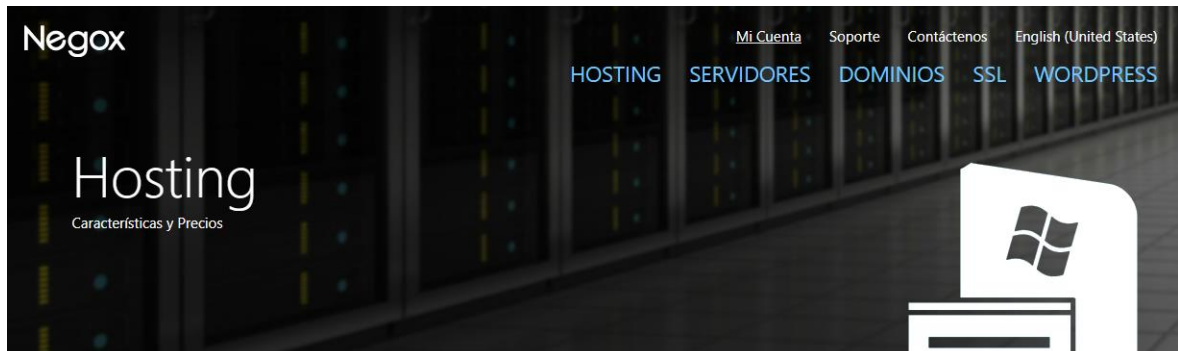 Negox
Mi Cuenta Soporte Contáctenos English (United States)
HOSTING SERVIDORES DOMINIOS SSL WORDPRESS
Hosting
Características y Precios